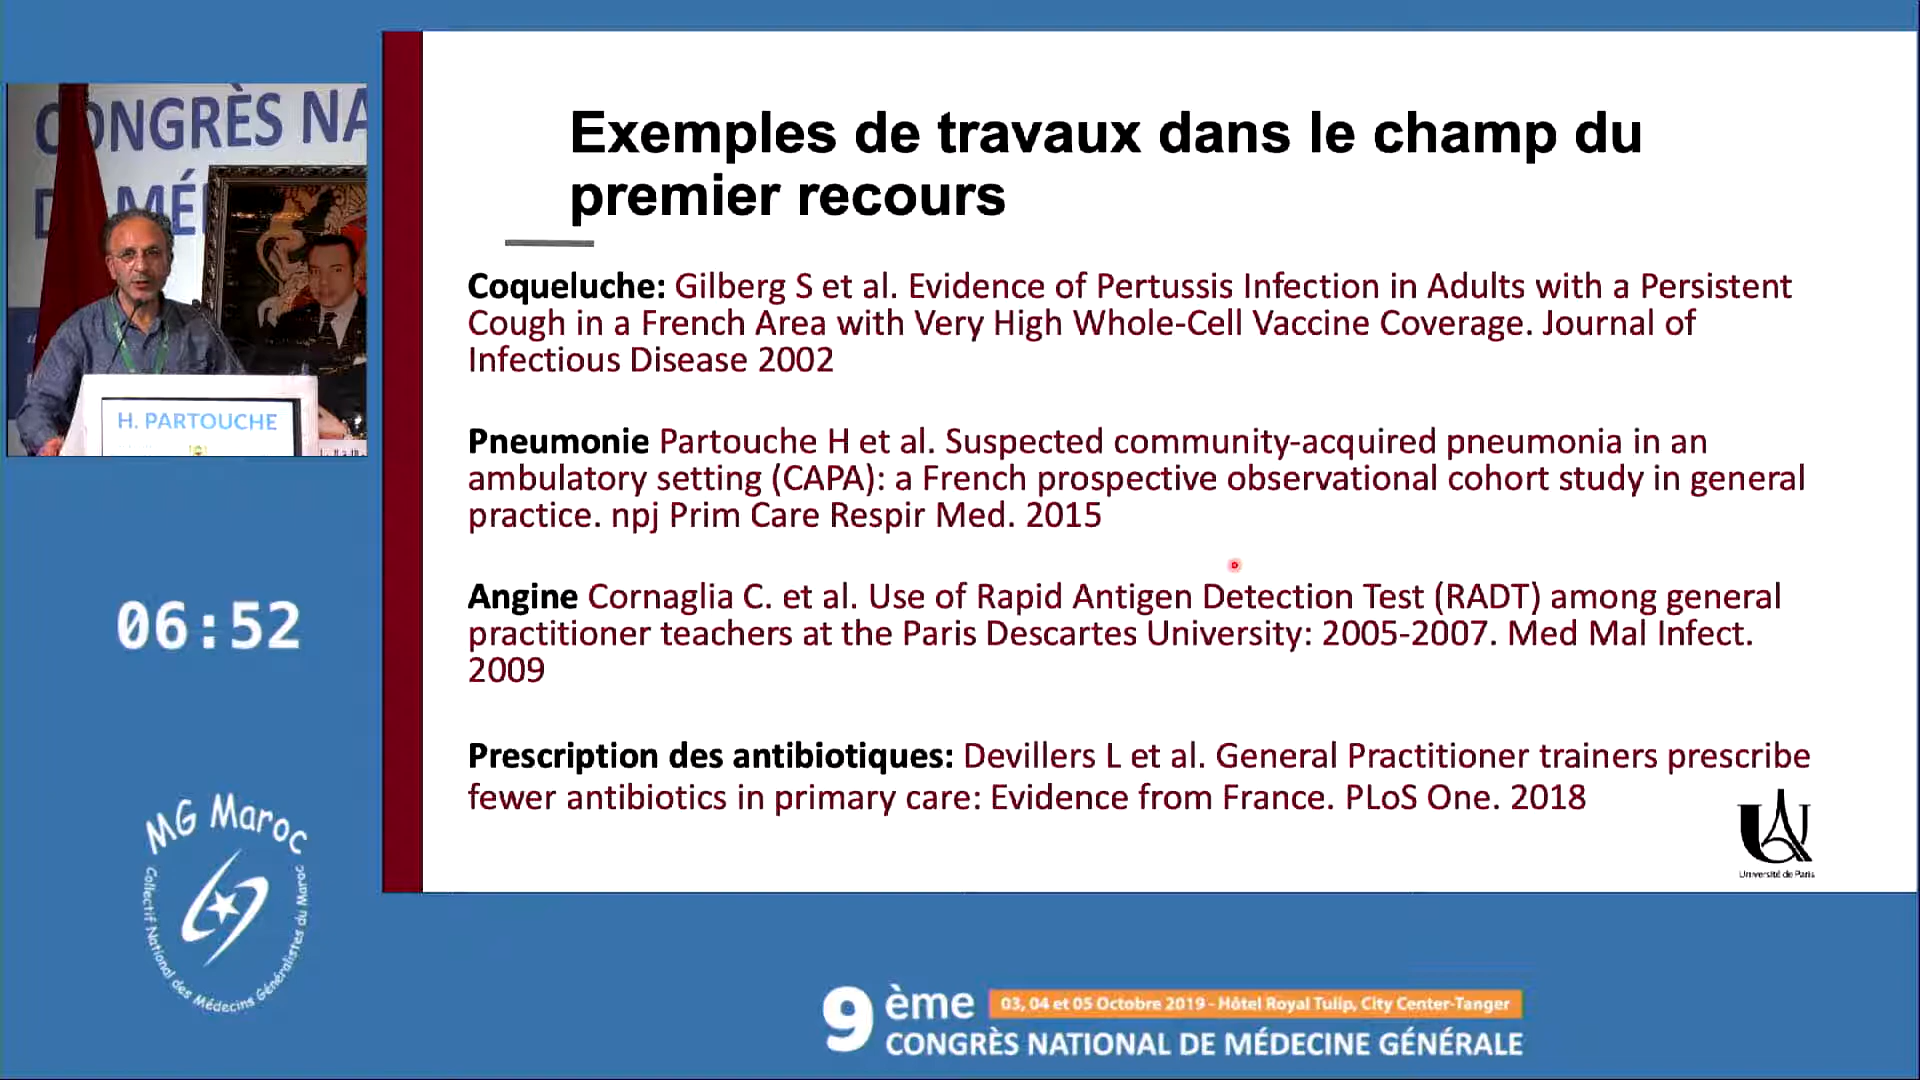 CONGRÈS NA
MÉ
H. PARTOUCHE
Exemples de travaux dans le champ du
premier recours
Coqueluche: Gilberg S et al. Evidence of Pertussis Infection in Adults with a Persistent
Cough in a French Area with Very High Whole-Cell Vaccine Coverage. Journal of
Infectious Disease 2002
Pneumonie Partouche H et al. Suspected community-acquired pneumonia in an
ambulatory setting (CAPA): a French prospective observational cohort study in general
practice. npj Prim Care Respir Med. 2015
Angine Cornaglia C. et al. Use of Rapid Antigen Detection Test (RADT) among general
practitioner teachers at the Paris Descartes University: 2005-2007. Med Mal Infect.
2009
Prescription des antibiotiques: Devillers L et al. General Practitioner trainers prescribe
fewer antibiotics in primary care: Evidence from France. PLoS One. 2018
Université de Paris
06:52
MG Maroc
Collectif National des Médecins Généralistes du Maroc
9ème
03, 04 et 05 Octobre 2019 - Hôtel Royal Tulip, City Center-Tanger
CONGRÈS NATIONAL DE MÉDECINE GÉNÉRALE